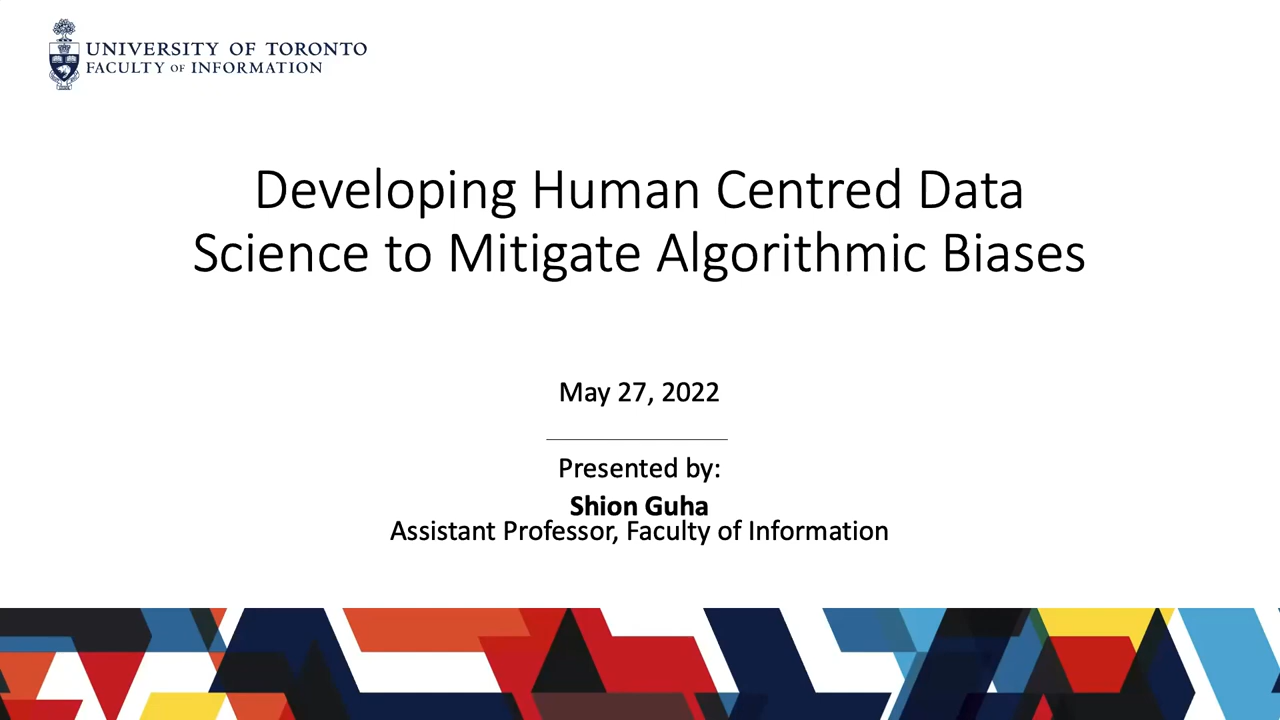 UNIVERSITY OF TORONTO
FACULTY OF INFORMATION
Developing Human Centred Data
Science to Mitigate Algorithmic Biases
May 27, 2022
Presented by:
Shion Guha
Assistant Professor, Faculty of Information